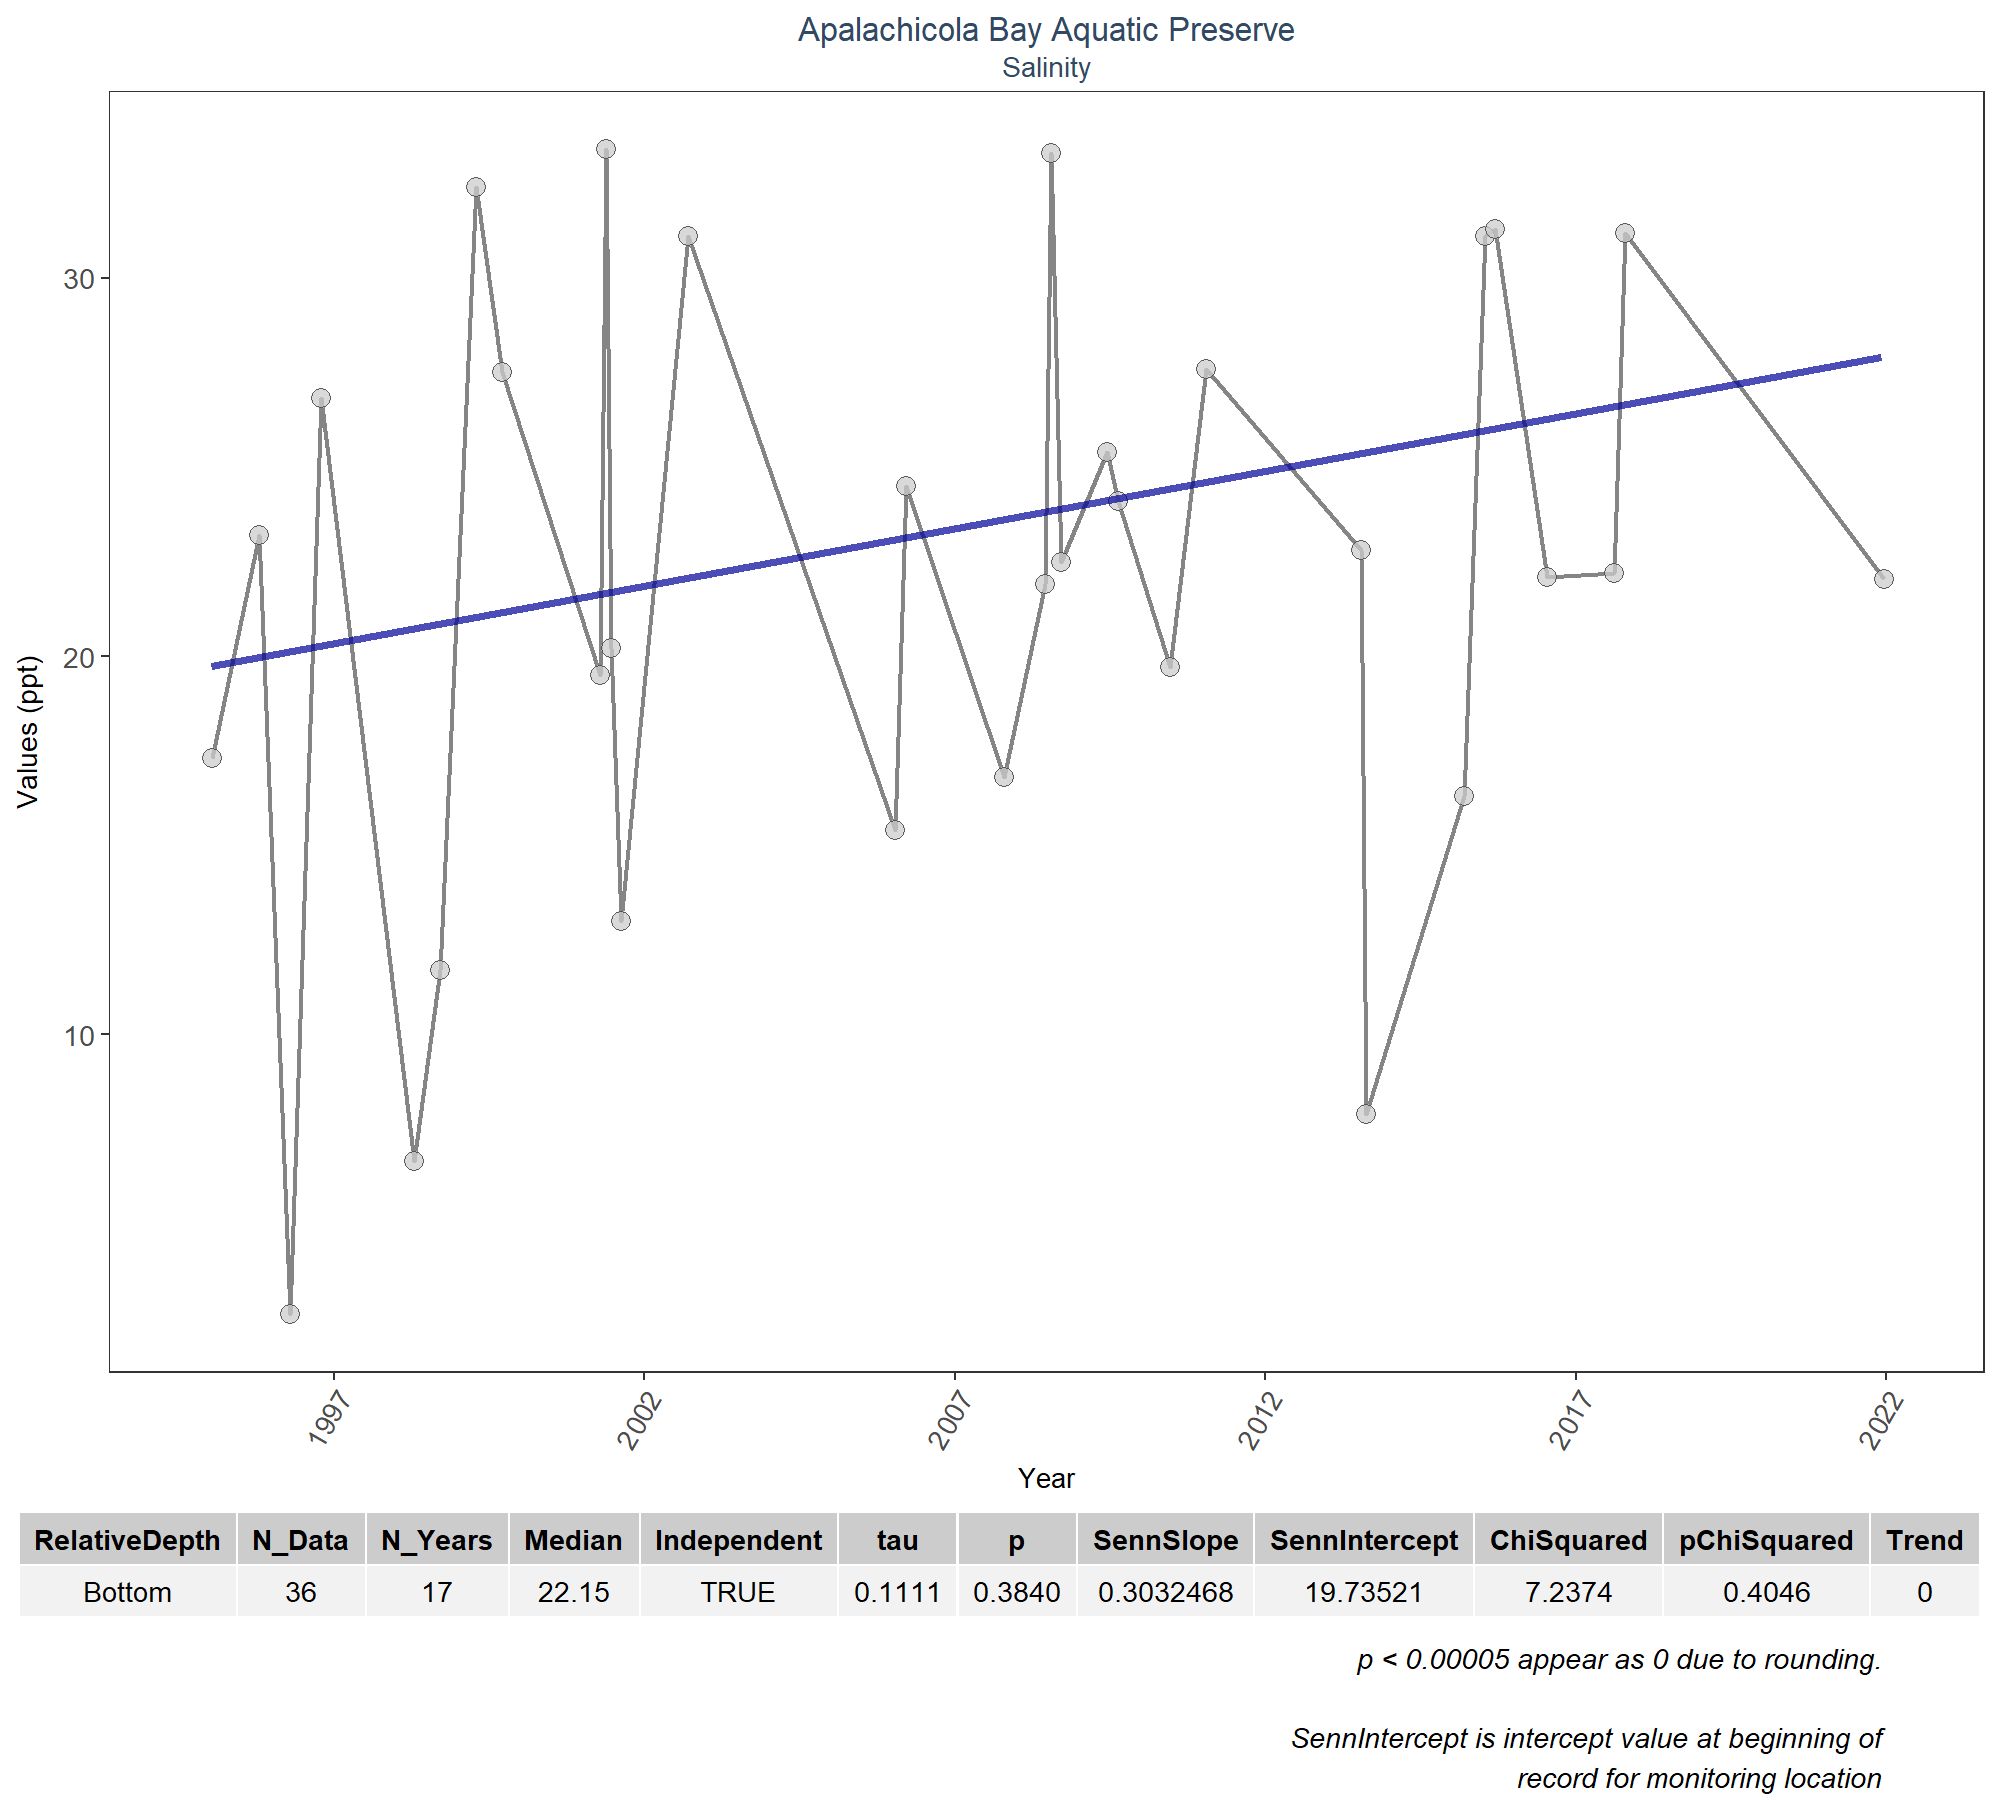 Apalachicola Bay Aquatic Preserve
Salinity
Values (ppt)
30
20
10
1997 2002 2007 2012 2017 2022
Year
RelativeDepth N_Data N_Years Median Independent tau p SennSlope SennIntercept ChiSquared pChiSquared Trend
Bottom 36 17 22.15 TRUE 0.1111 0.3840 0.3032468 19.73521 7.2374 0.4046 0
p < 0.00005 appear as 0 due to rounding.
SennIntercept is intercept value at beginning of
record for monitoring location